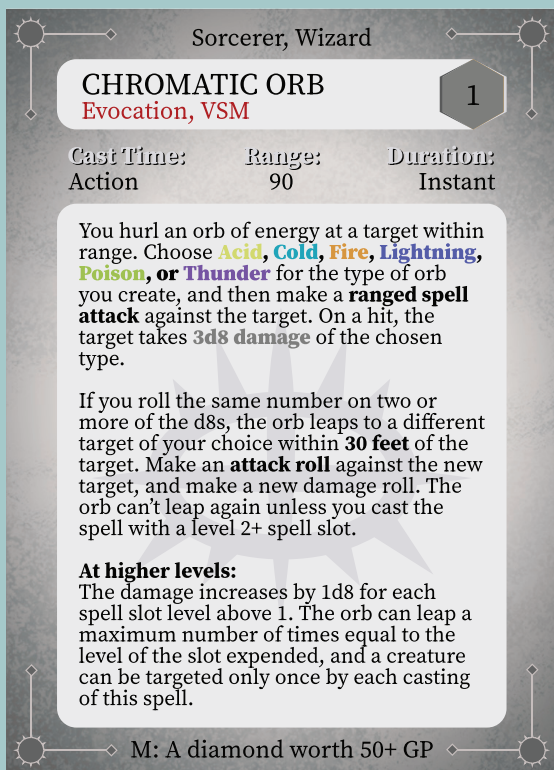 Sorcerer, Wizard
CHROMATIC ORB
1
Evocation, VSM
Cast Time: Range: Duration:
Action 90 Instant
You hurl an orb of energy at a target within
range. Choose Acid, Cold, Fire, Lightning,
Poison, or Thunder for the type of orb
you create, and then make a ranged spell
attack against the target. On a hit, the
target takes 3d8 damage of the chosen
type.
If you roll the same number on two or
more of the d8s, the orb leaps to a different
target of your choice within 30 feet of the
target. Make an attack roll against the new
target, and make a new damage roll. The
orb can’t leap again unless you cast the
spell with a level 2+ spell slot.
At higher levels:
The damage increases by 1d8 for each
spell slot level above 1. The orb can leap a
maximum number of times equal to the
level of the slot expended, and a creature
can be targeted only once by each casting
of this spell.
M: A diamond worth 50+ GP